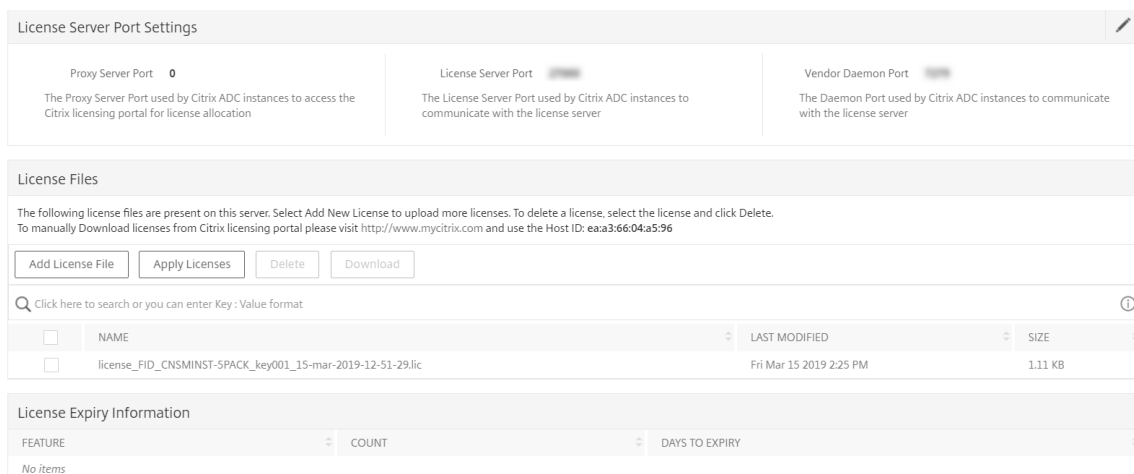 License Server Port Settings
Proxy Server Port 0
The Proxy Server Port used by Citrix ADC instances to access the
Citrix licensing portal for license allocation
License Server Port
The License Server Port used by Citrix ADC instances to
communicate with the license server
Vendor Daemon Port
The Daemon Port used by Citrix ADC instances to communicate
with the license server
License Files
The following license files are present on this server. Select Add New License to upload more licenses. To delete a license, select the license and click Delete.
To manually Download licenses from Citrix licensing portal please visit http://www.mycitrix.com and use the Host ID: ea:a3:66:04:a5:96
Add License File Apply Licenses Delete Download
Click here to search or you can enter Key : Value format
NAME LAST MODIFIED SIZE
license_FID_CNSMINST-5PACK_key001_15-mar-2019-12-51-29.lic Fri Mar 15 2019 2:25 PM 1.11 KB
License Expiry Information
FEATURE COUNT DAYS TO EXPIRY
No items